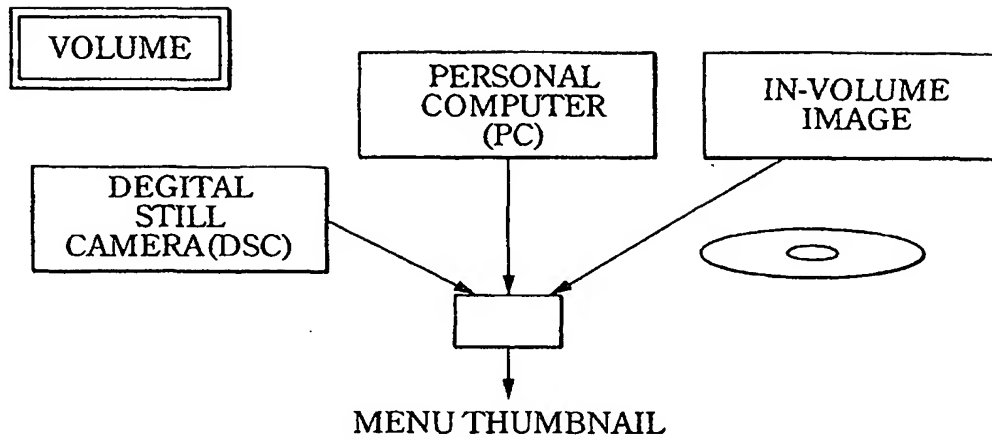 VOLUME
PERSONAL
COMPUTER
(PC)
IN-VOLUME
IMAGE
DEGITAL
STILL
CAMERA(DSC)
MENU THUMBNAIL